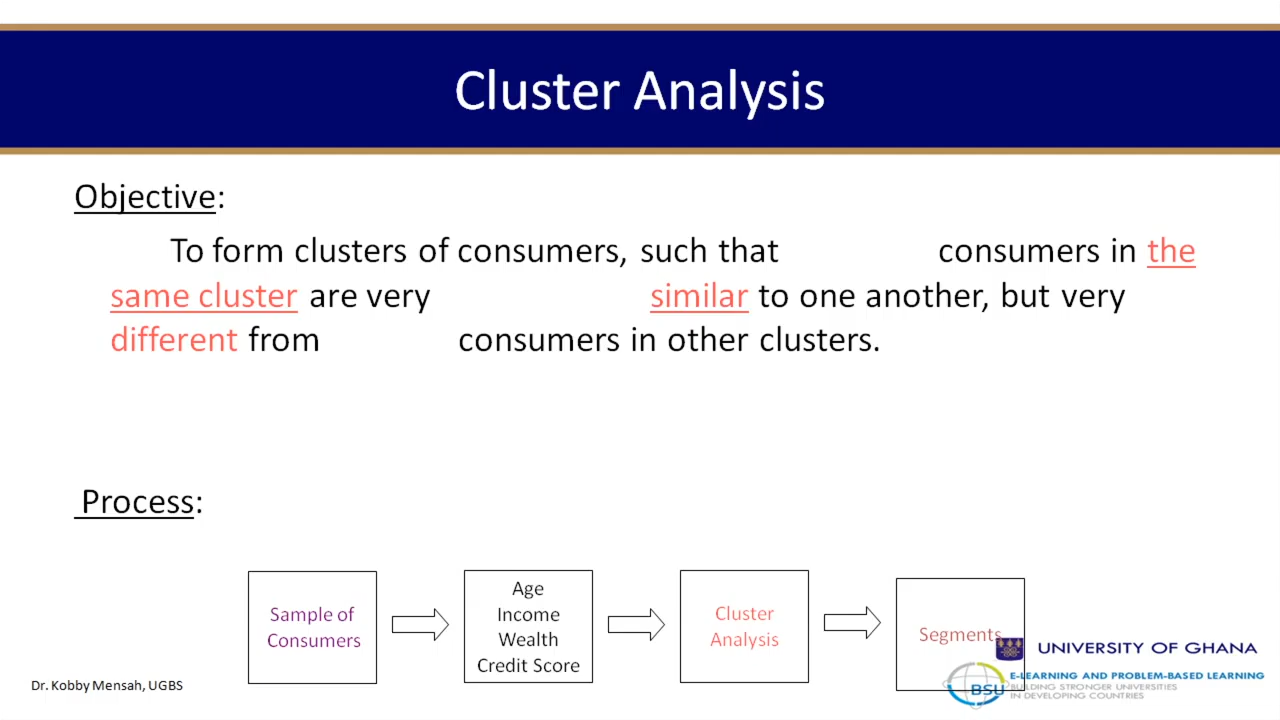 Cluster Analysis
Objective:
To form clusters of consumers, such that consumers in the
same cluster are very similar to one another, but very
different from consumers in other clusters.
Process:
Sample of
Consumers
Age
Income
Wealth
Credit Score
Cluster
Analysis
Segments
UNIVERSITY OF GHANA
BSU
E-LEARNING AND PROBLEM-BASED LEARNING
BUILDING STRONGER UNIVERSITIES
IN DEVELOPING COUNTRIES
Dr. Kobby Mensah, UGBS